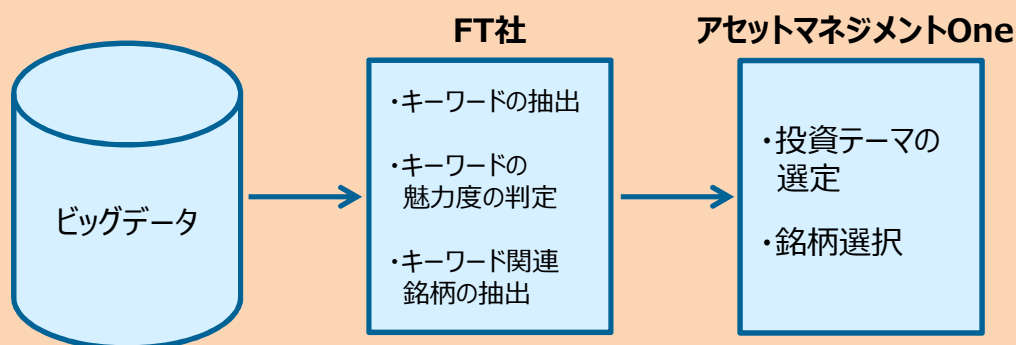 FT社
アセットマネジメントOne
ビッグデータ
・キーワードの抽出
・キーワードの
魅力度の判定
・キーワード関連
銘柄の抽出
・投資テーマの
選定
・銘柄選択